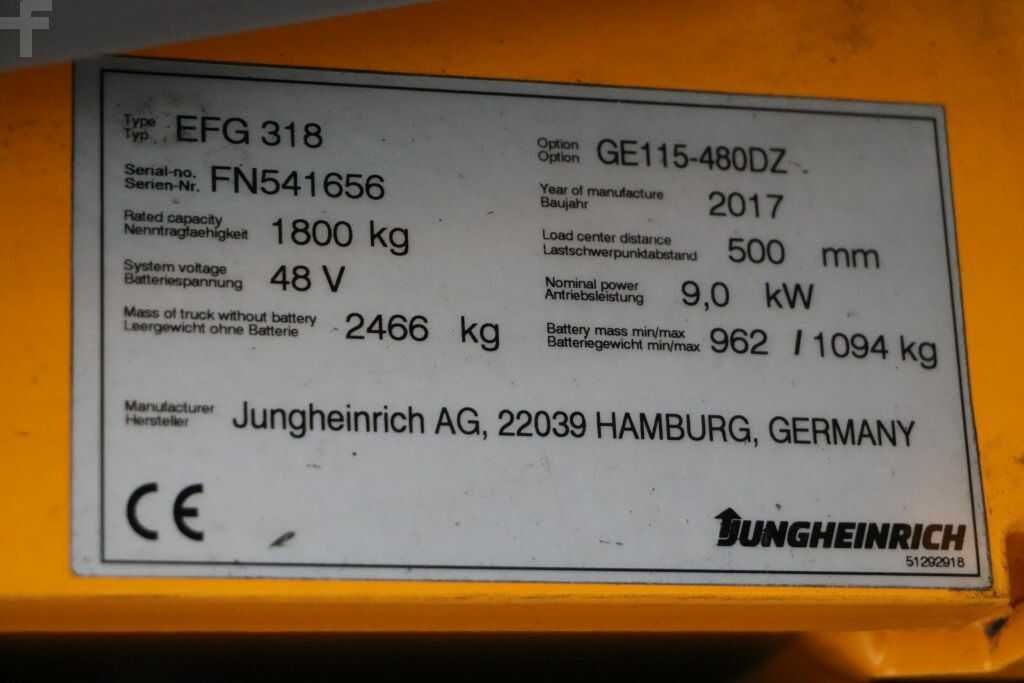 Type
Typ EFG 318
Option
Option GE115-480DZ
Serial-no.
Serien-Nr. FN541656
Year of manufacture
Baujahr 2017
Rated capacity
Nenntragfaehigkeit 1800 kg
Load center distance
Lastschwerpunktabstand 500 mm
System voltage
Batteriespannung 48 V
Nominal power
Antriebsleistung 9,0 kW
Mass of truck without battery
Leergewicht ohne Batterie 2466 kg
Battery mass min/max
Batteriegewicht min/max 962 / 1094 kg
Manufacturer
Hersteller Jungheinrich AG, 22039 HAMBURG, GERMANY
CE
JUNGHEINRICH
51292918
f